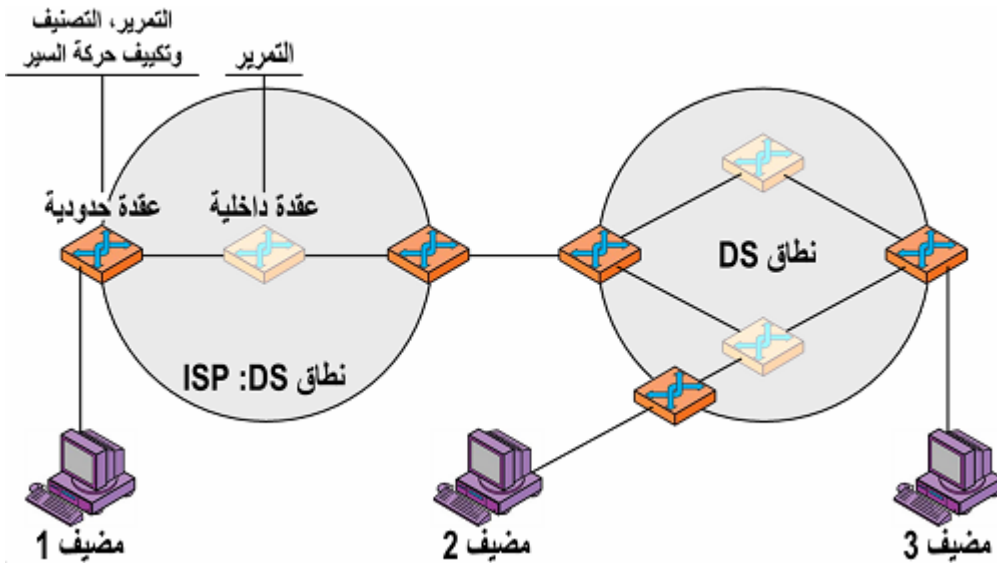 التمرير، التصنيف
وتكييف حركة السير
التمرير
عقدة حدودية
عقدة داخلية
نطاق DS
نطاق DS: ISP
مضيف 1
مضيف 2
مضيف 3